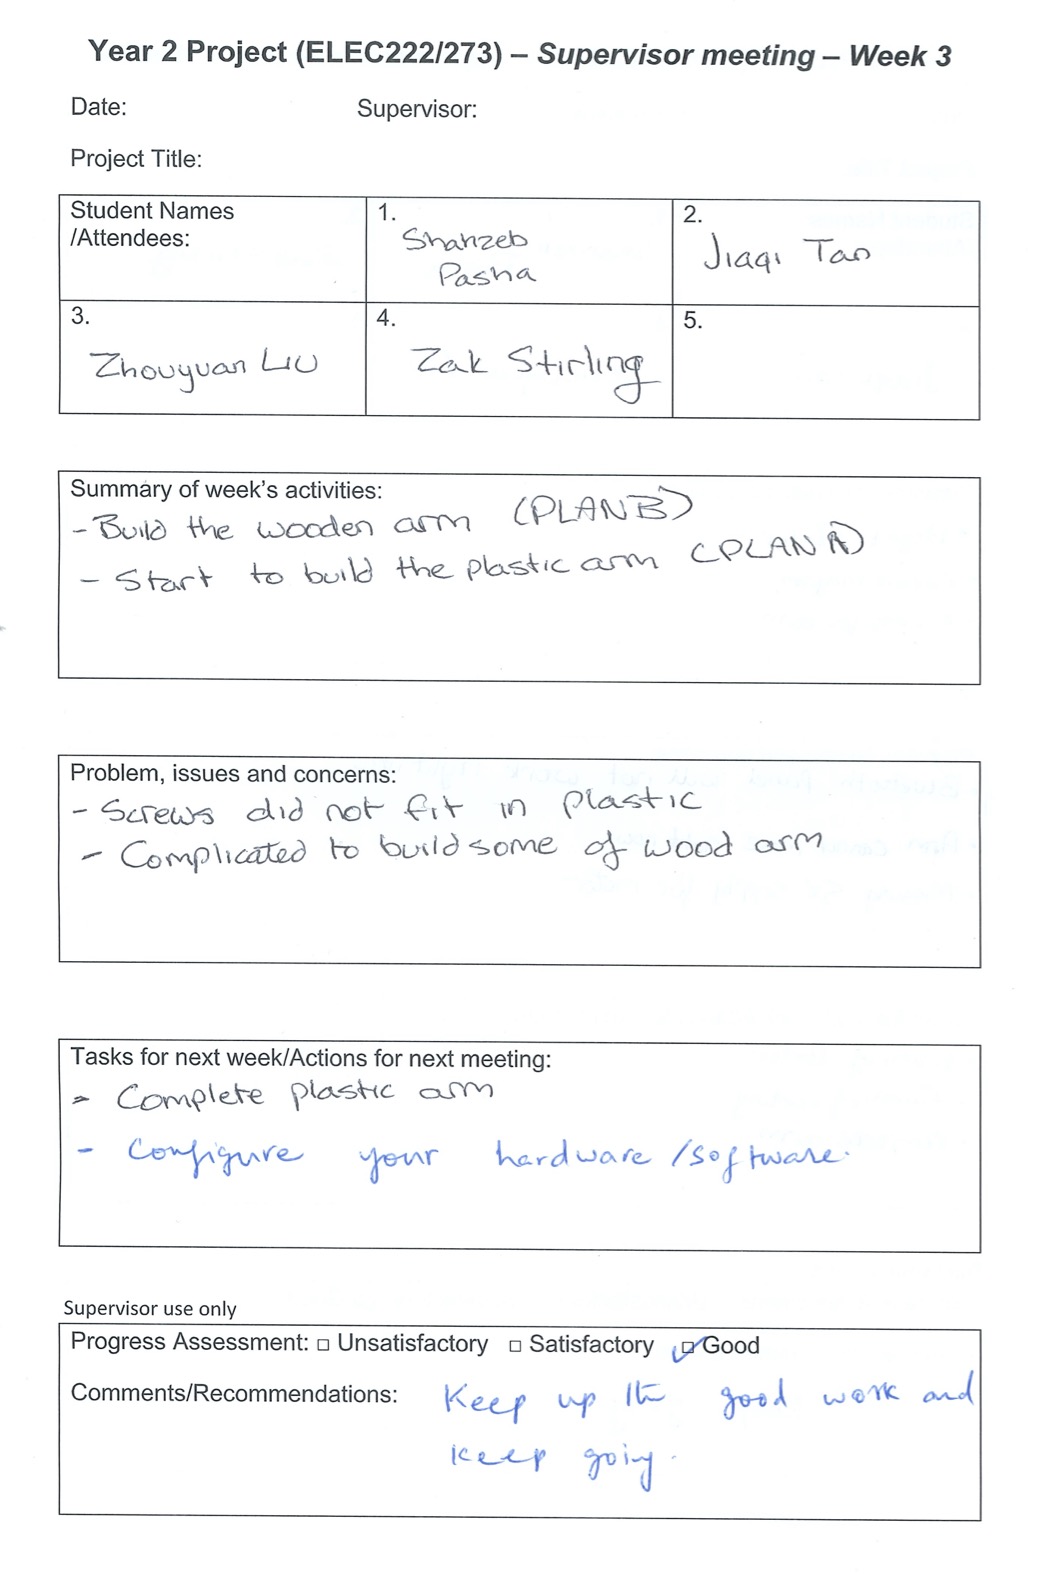 Year 2 Project (ELEC222/273) – Supervisor meeting – Week 3
Date: Supervisor:
Project Title:
Student Names
/Attendees:
1.
Shahzeb
Pasha
2.
Jiaqi Tan
3.
Zhouyuan Liu
4.
Zak Stirling
5.
Summary of week's activities:
- Build the wooden arm (PLAN B)
- Start to build the plastic arm (PLAN A)
Problem, issues and concerns:
- Screws did not fit in plastic
- Complicated to build some of wood arm
Tasks for next week/Actions for next meeting:
- Complete plastic arm
- Configure your hardware/software.
Supervisor use only
Progress Assessment: □ Unsatisfactory □ Satisfactory ☑ Good
Comments/Recommendations: Keep up the good work and
keep going.